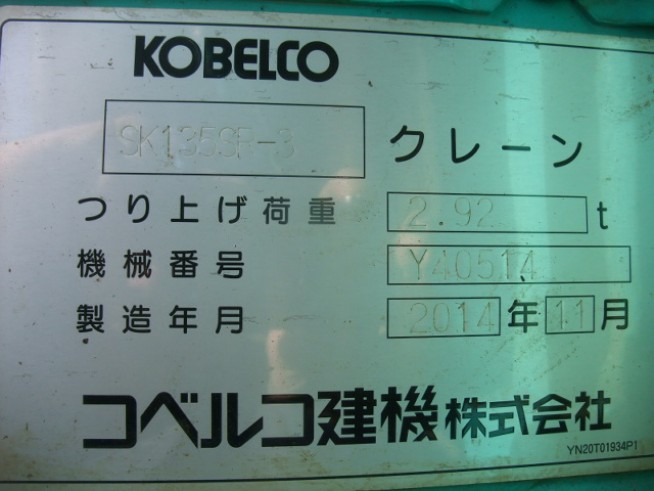 KOBELCO
SK135SR-3 クレーン
つり上げ荷重 2.92 t
機械番号 Y40514
製造年月 2014 年 11 月
コベルコ建機株式会社
YN20T01934P1